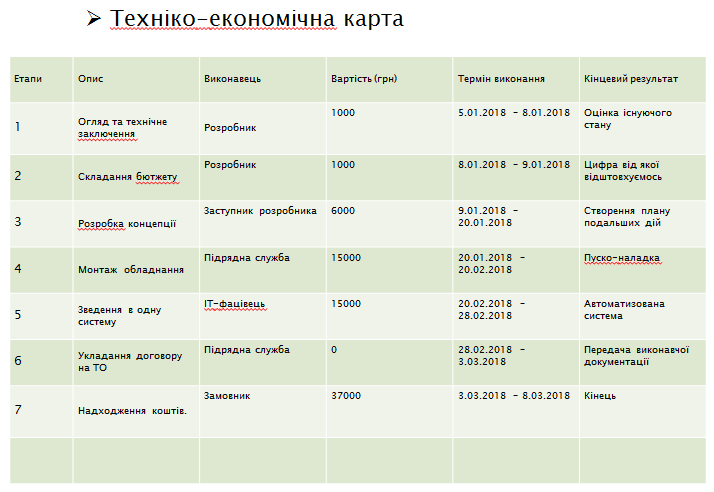 Техніко-економічна карта
Етапи Опис Виконавець Вартість (грн) Термін виконання Кінцевий результат
1 Огляд та технічне заключення Розробник 1000 5.01.2018 - 8.01.2018 Оцінка існуючого стану
2 Складання бютжету Розробник 1000 8.01.2018 - 9.01.2018 Цифра від якої відштовхуємось
3 Розробка концепції Заступник розробника 6000 9.01.2018 - 20.01.2018 Створення плану подальших дій
4 Монтаж обладнання Підрядна служба 15000 20.01.2018 - 20.02.2018 Пуско-наладка
5 Зведення в одну систему ІТ-фацівець 15000 20.02.2018 - 28.02.2018 Автоматизована система
6 Укладання договору на ТО Підрядна служба 0 28.02.2018 - 3.03.2018 Передача виконавчої документації
7 Надходження коштів. Замовник 37000 3.03.2018 - 8.03.2018 Кінець